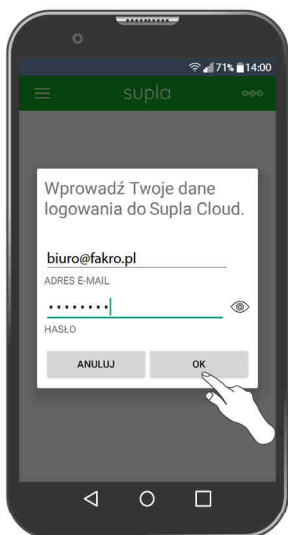 71% 14:00
supla
Wprowadź Twoje dane
logowania do Supla Cloud.
biuro@fakro.pl
ADRES E-MAIL
••••••••
HASŁO
ANULUJ OK